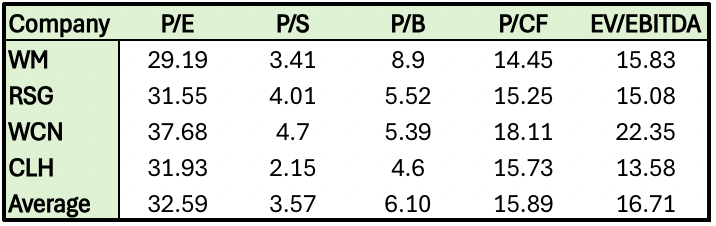 Company P/E P/S P/B P/CF EV/EBITDA
WM 29.19 3.41 8.9 14.45 15.83
RSG 31.55 4.01 5.52 15.25 15.08
WCN 37.68 4.7 5.39 18.11 22.35
CLH 31.93 2.15 4.6 15.73 13.58
Average 32.59 3.57 6.10 15.89 16.71